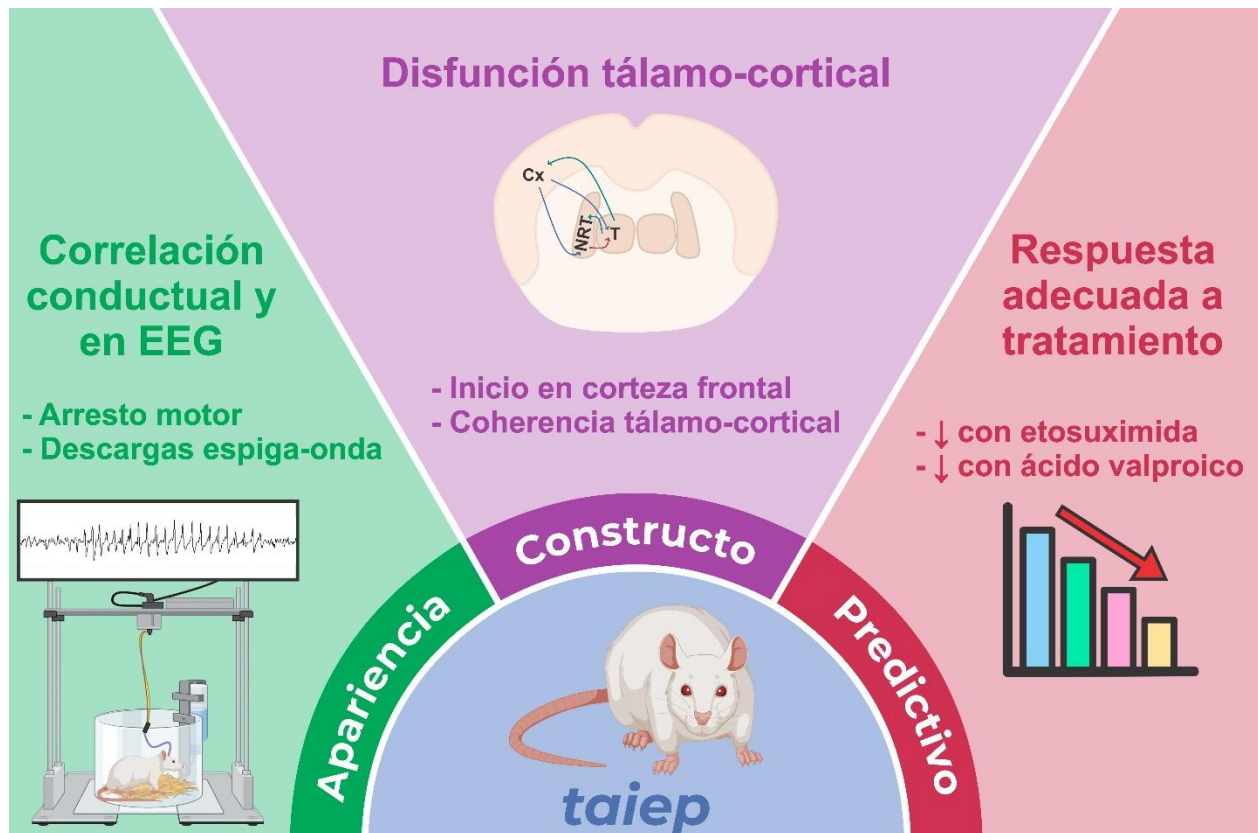 Disfunción tálamo-cortical
Cx
NRT
T
- Inicio en corteza frontal
- Coherencia tálamo-cortical
Correlación
conductual y
en EEG
- Arresto motor
- Descargas espiga-onda
Respuesta
adecuada a
tratamiento
- ↓ con etosuximida
- ↓ con ácido valproico
Apariencia
Constructo
Predictivo
taiep